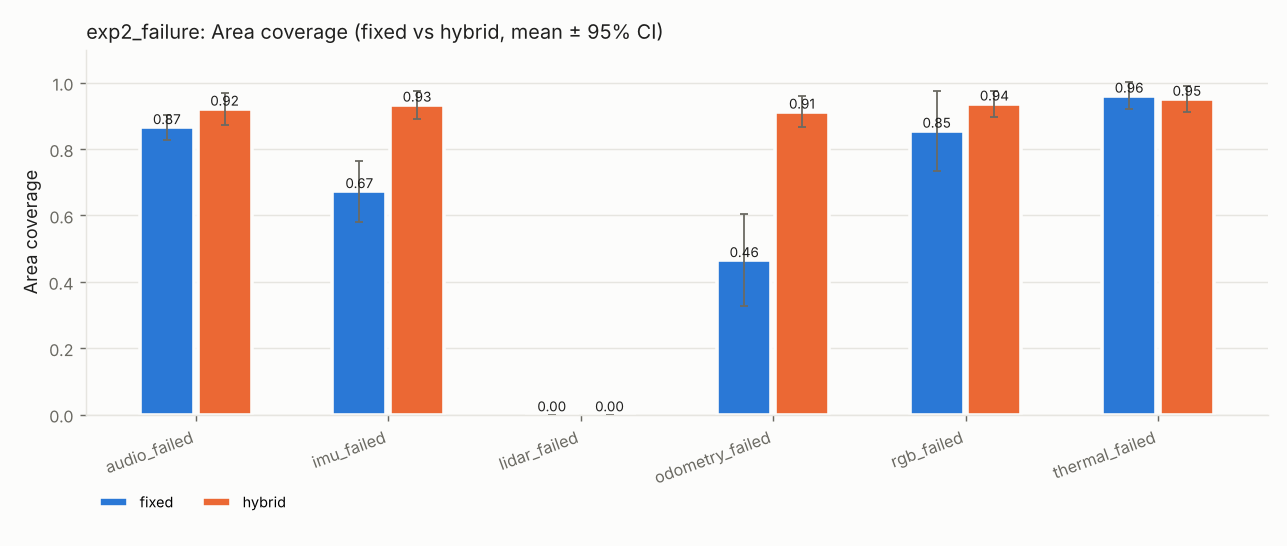 exp2_failure: Area coverage (fixed vs hybrid, mean ± 95% CI)
Area coverage
1.0
0.8
0.6
0.4
0.2
0.0
0.87
0.92
0.67
0.93
0.00
0.00
0.46
0.91
0.85
0.94
0.96
0.95
audio_failed
imu_failed
lidar_failed
odometry_failed
rgb_failed
thermal_failed
fixed
hybrid